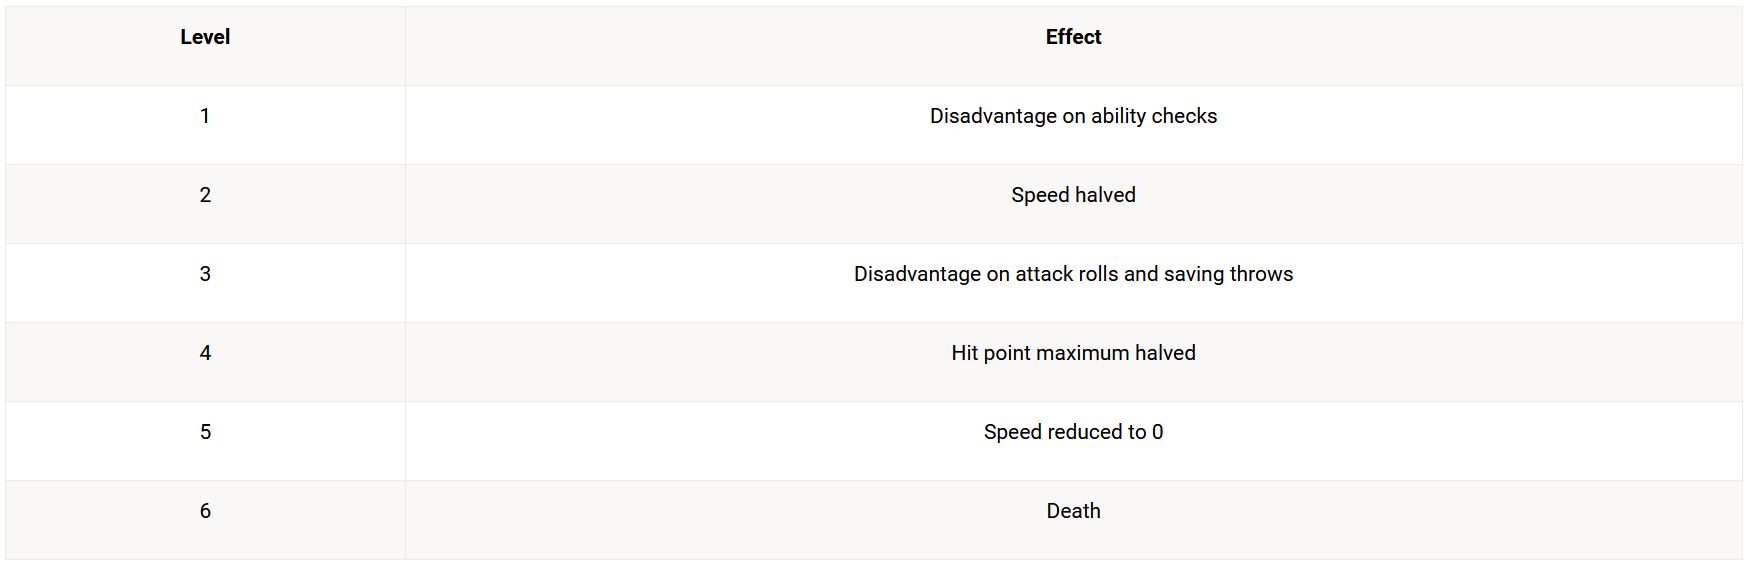 Level Effect
1 Disadvantage on ability checks
2 Speed halved
3 Disadvantage on attack rolls and saving throws
4 Hit point maximum halved
5 Speed reduced to 0
6 Death